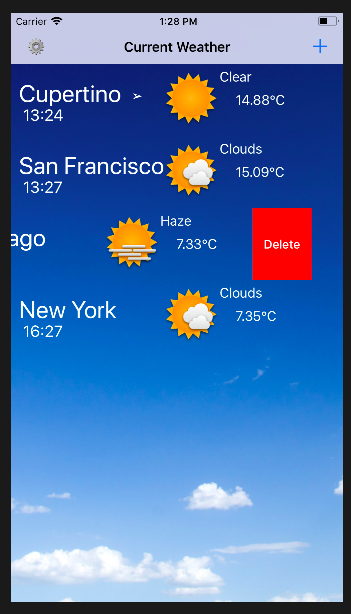 Carrier 1:28 PM
Current Weather +
Cupertino ➢ Clear
13:24 14.88°C
San Francisco Clouds
13:27 15.09°C
ago Haze
7.33°C Delete
New York Clouds
16:27 7.35°C